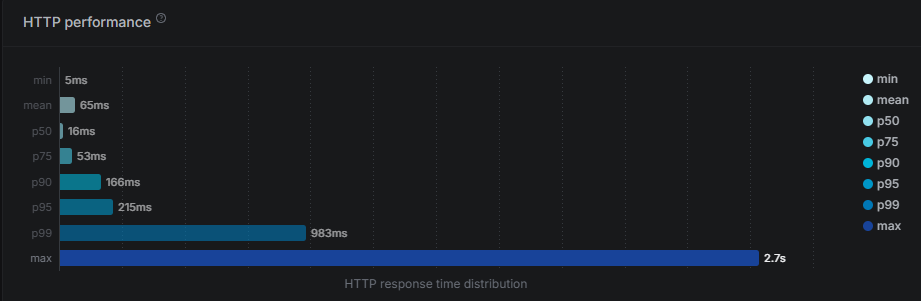 HTTP performance ?
min 5ms
mean 65ms
p50 16ms
p75 53ms
p90 166ms
p95 215ms
p99 983ms
max 2.7s
HTTP response time distribution
min
mean
p50
p75
p90
p95
p99
max